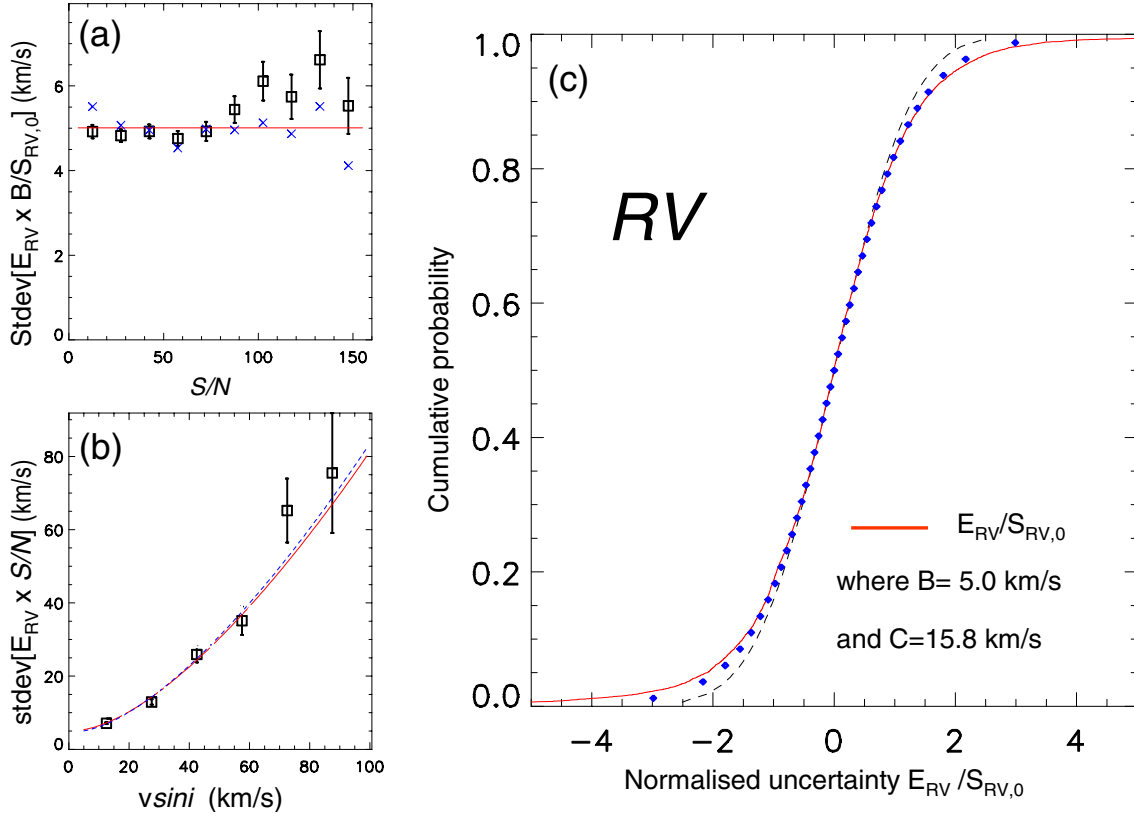 (a)
Stdev[E_RV x B/S_RV,0] (km/s)
6
4
2
0
0 50 100 150
S/N
(b)
stdev[E_RV x S/N] (km/s)
80
60
40
20
0
0 20 40 60 80 100
vsini (km/s)
(c)
RV
Cumulative probability
1.0
0.8
0.6
0.4
0.2
0.0
E_RV/S_RV,0
where B= 5.0 km/s
and C=15.8 km/s
−4 −2 0 2 4
Normalised uncertainty E_RV /S_RV,0